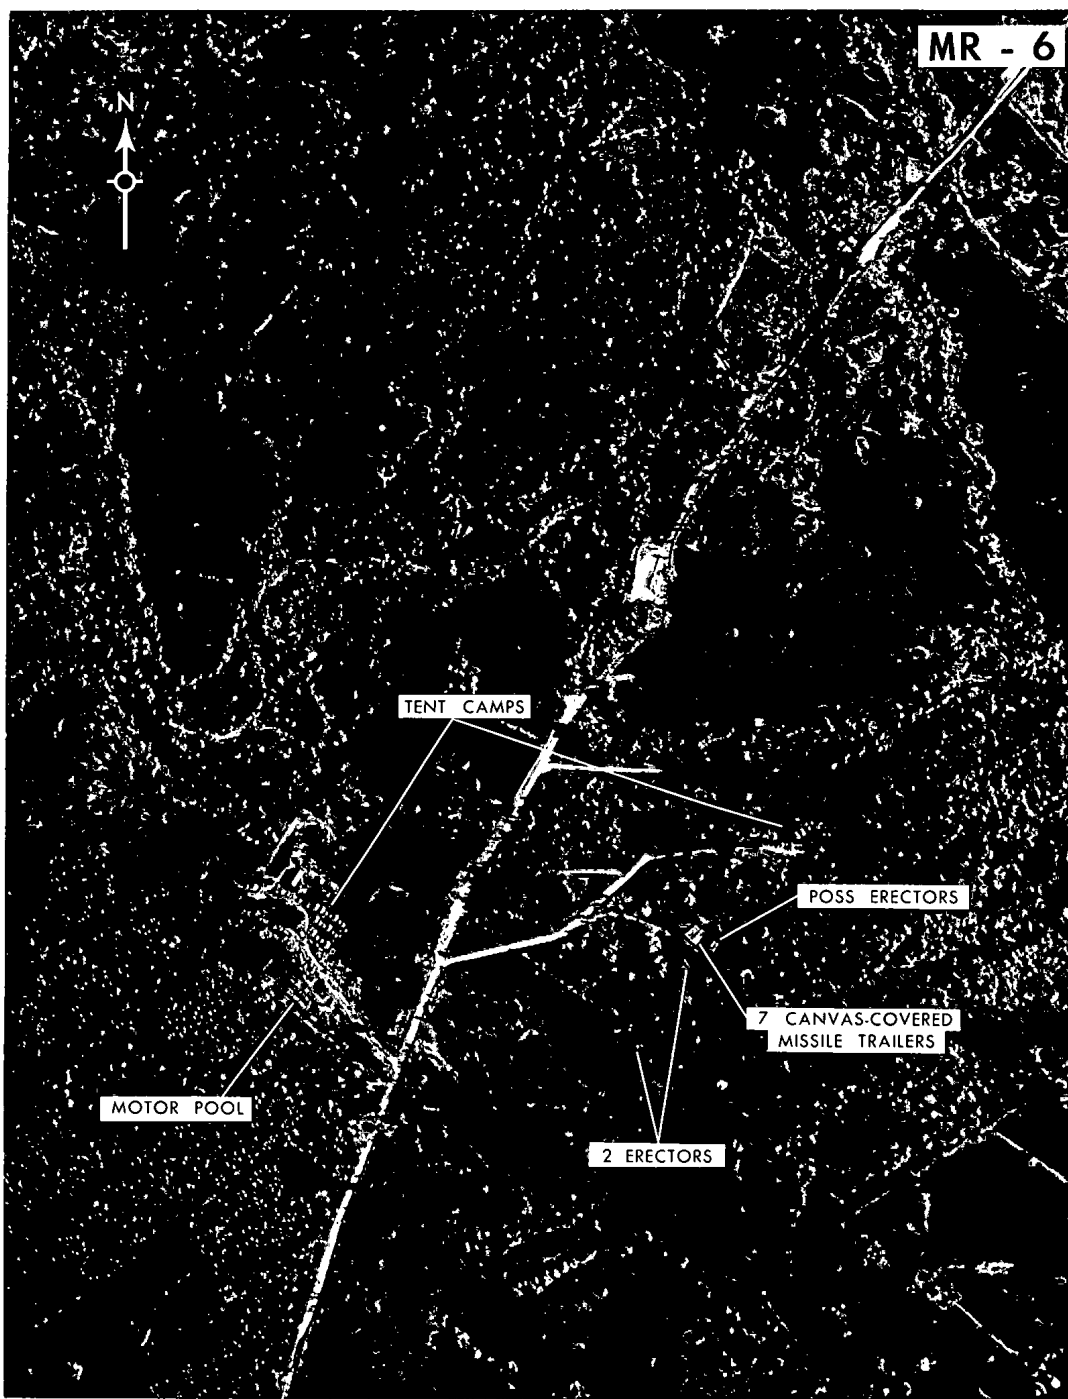 MR - 6
N
TENT CAMPS
POSS ERECTORS
7 CANVAS-COVERED
MISSILE TRAILERS
MOTOR POOL
2 ERECTORS